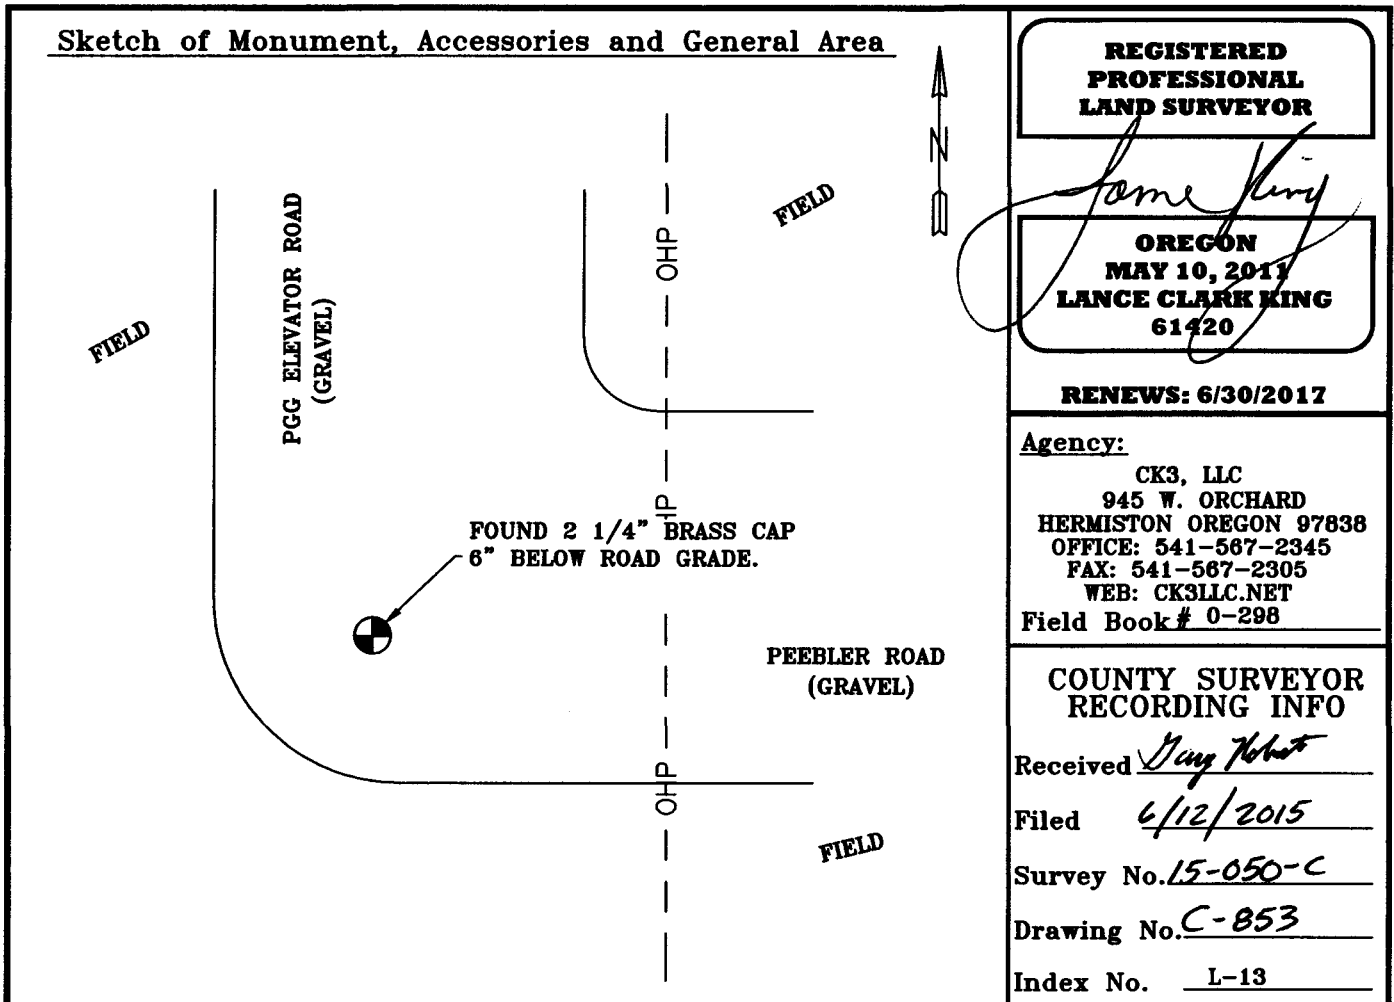 Sketch of Monument, Accessories and General Area
N
FIELD
OHP
PGG ELEVATOR ROAD
(GRAVEL)
FIELD
HP
FOUND 2 1/4" BRASS CAP
6" BELOW ROAD GRADE.
PEEBLER ROAD
(GRAVEL)
OHP
FIELD
REGISTERED
PROFESSIONAL
LAND SURVEYOR
OREGON
MAY 10, 2011
LANCE CLARK KING
61420
RENEWS: 6/30/2017
Agency:
CK3, LLC
945 W. ORCHARD
HERMISTON OREGON 97838
OFFICE: 541-567-2345
FAX: 541-567-2305
WEB: CK3LLC.NET
Field Book# 0-298
COUNTY SURVEYOR
RECORDING INFO
Received
Filed 6/12/2015
Survey No. 15-050-C
Drawing No. C-853
Index No. L-13